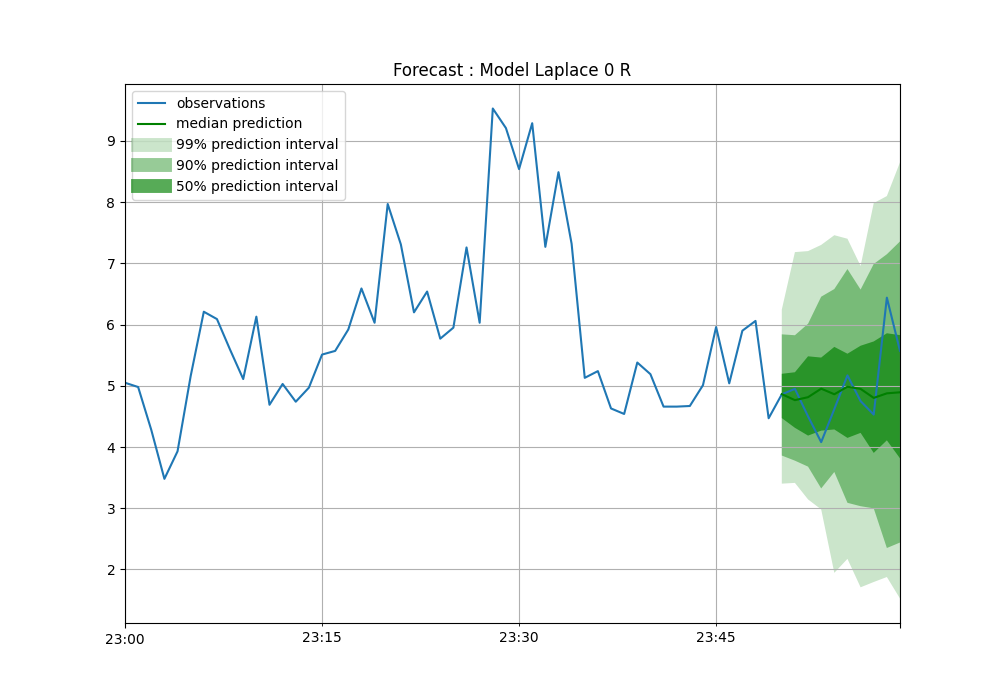 Forecast : Model Laplace 0 R
observations
median prediction
99% prediction interval
90% prediction interval
50% prediction interval
9
8
7
6
5
4
3
2
23:00
23:15
23:30
23:45